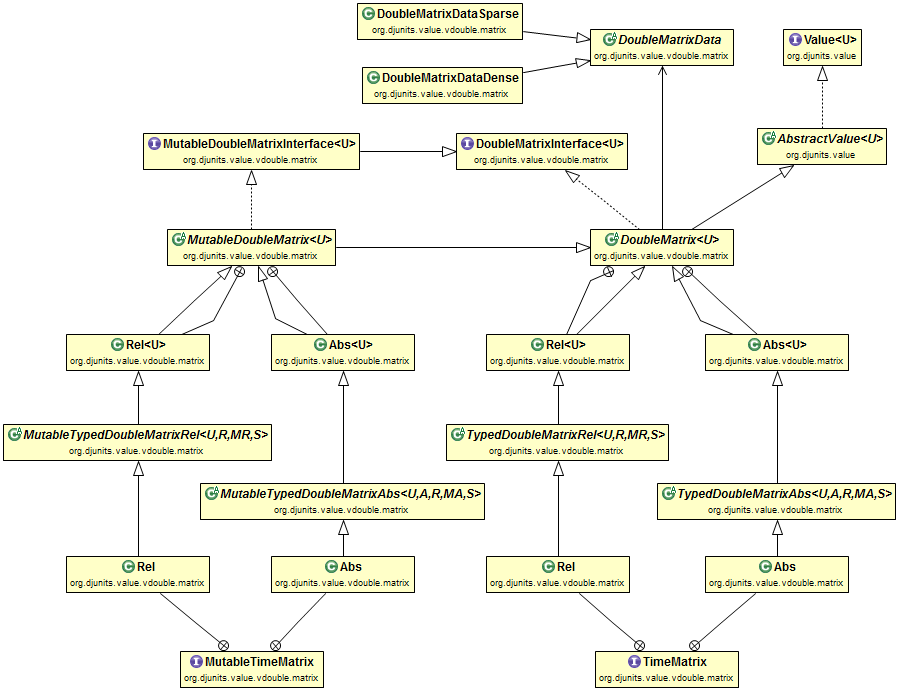 DoubleMatrixDataSparse
org.djunits.value.vdouble.matrix
DoubleMatrixData
org.djunits.value.vdouble.matrix
Value<U>
org.djunits.value
DoubleMatrixDataDense
org.djunits.value.vdouble.matrix
MutableDoubleMatrixInterface<U>
org.djunits.value.vdouble.matrix
DoubleMatrixInterface<U>
org.djunits.value.vdouble.matrix
AbstractValue<U>
org.djunits.value
MutableDoubleMatrix<U>
org.djunits.value.vdouble.matrix
DoubleMatrix<U>
org.djunits.value.vdouble.matrix
Rel<U>
org.djunits.value.vdouble.matrix
Abs<U>
org.djunits.value.vdouble.matrix
Rel<U>
org.djunits.value.vdouble.matrix
Abs<U>
org.djunits.value.vdouble.matrix
MutableTypedDoubleMatrixRel<U,R,MR,S>
org.djunits.value.vdouble.matrix
TypedDoubleMatrixRel<U,R,MR,S>
org.djunits.value.vdouble.matrix
MutableTypedDoubleMatrixAbs<U,A,R,MA,S>
org.djunits.value.vdouble.matrix
TypedDoubleMatrixAbs<U,A,R,MA,S>
org.djunits.value.vdouble.matrix
Rel
org.djunits.value.vdouble.matrix
Abs
org.djunits.value.vdouble.matrix
Rel
org.djunits.value.vdouble.matrix
Abs
org.djunits.value.vdouble.matrix
MutableTimeMatrix
org.djunits.value.vdouble.matrix
TimeMatrix
org.djunits.value.vdouble.matrix